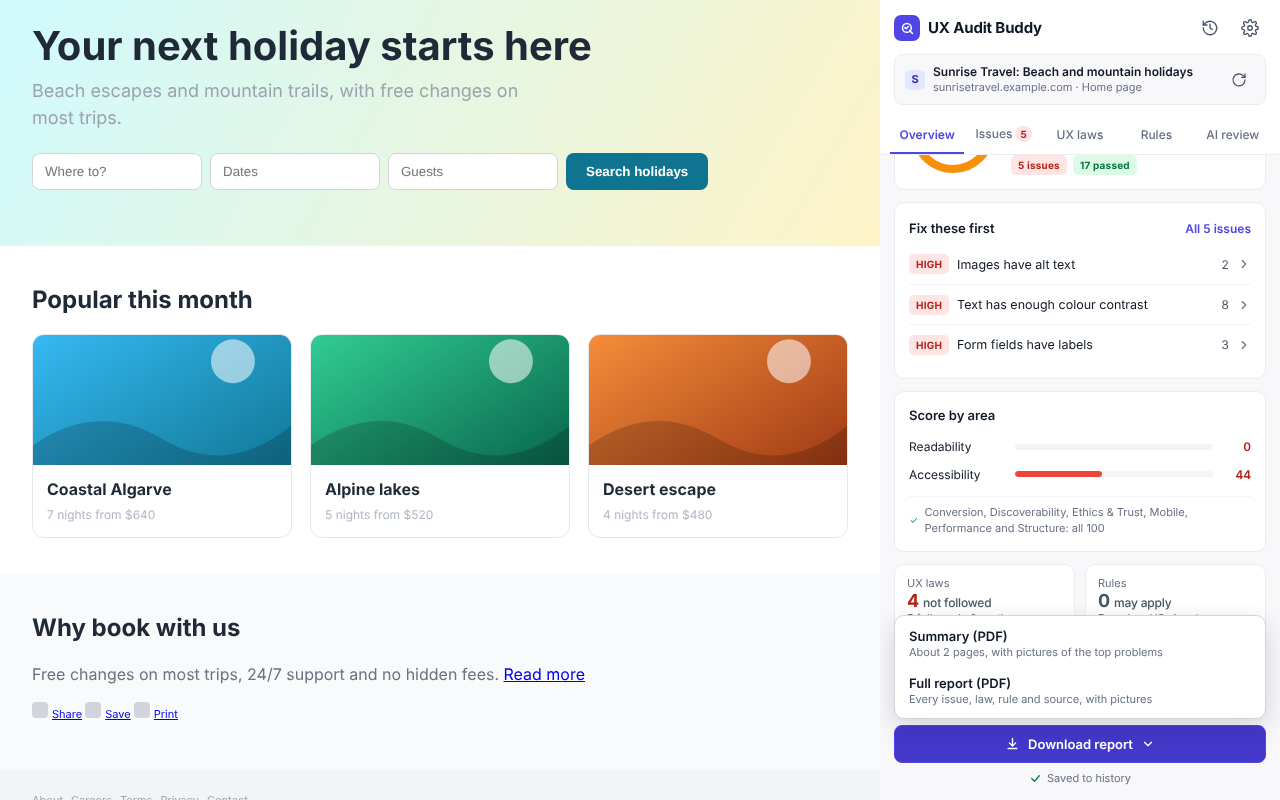 Your next holiday starts here
Beach escapes and mountain trails, with free changes on
most trips.
Where to?
Dates
Guests
Search holidays
Popular this month
Coastal Algarve
7 nights from $640
Alpine lakes
5 nights from $520
Desert escape
4 nights from $480
Why book with us
Free changes on most trips, 24/7 support and no hidden fees. Read more
Share Save Print
About Careers Terms Privacy Contact
UX Audit Buddy
S
Sunrise Travel: Beach and mountain holidays
sunrisetravel.example.com · Home page
Overview
Issues 5
UX laws
Rules
AI review
5 issues
17 passed
Fix these first
All 5 issues
HIGH Images have alt text 2
HIGH Text has enough colour contrast 8
HIGH Form fields have labels 3
Score by area
Readability 0
Accessibility 44
Conversion, Discoverability, Ethics & Trust, Mobile,
Performance and Structure: all 100
UX laws
4 not followed
Rules
0 may apply
Summary (PDF)
About 2 pages, with pictures of the top problems
Full report (PDF)
Every issue, law, rule and source, with pictures
Download report
Saved to history